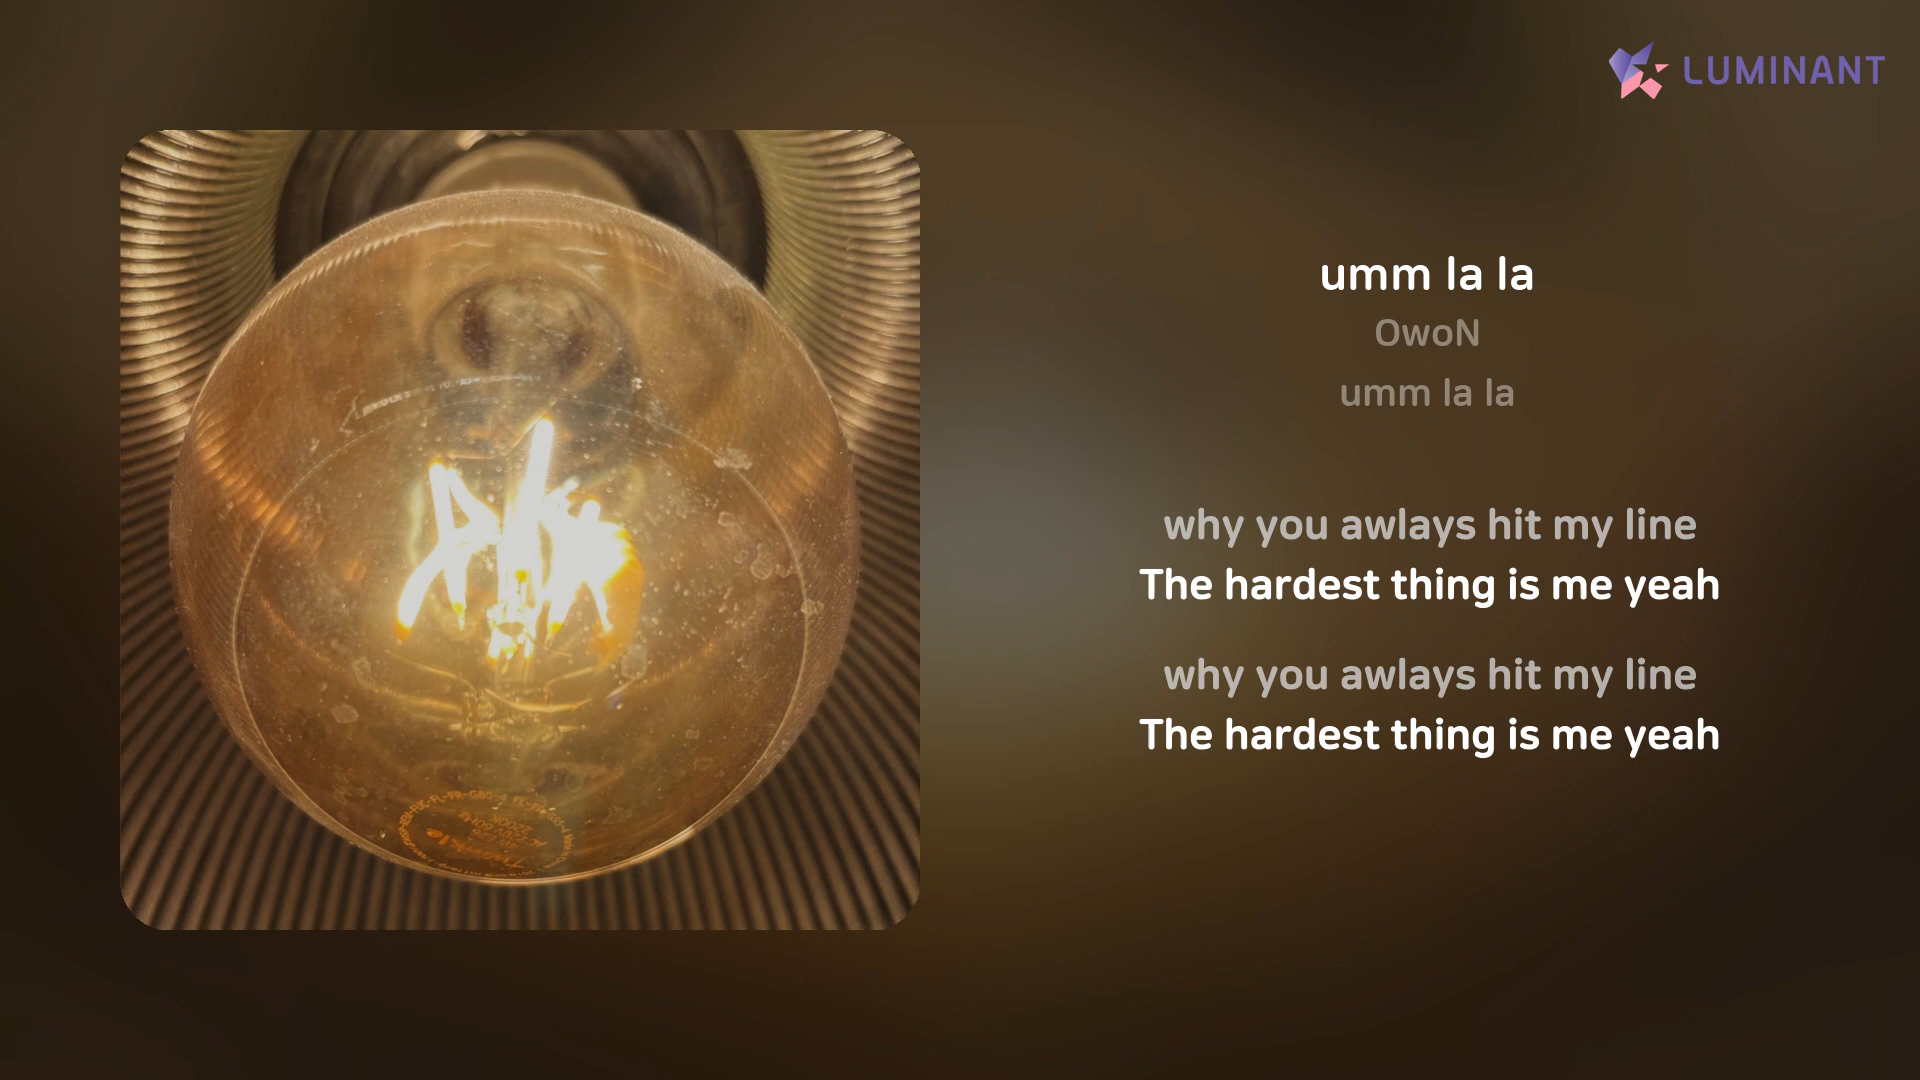 LUMINANT
umm la la
OwoN
umm la la
why you awlays hit my line
The hardest thing is me yeah
why you awlays hit my line
The hardest thing is me yeah